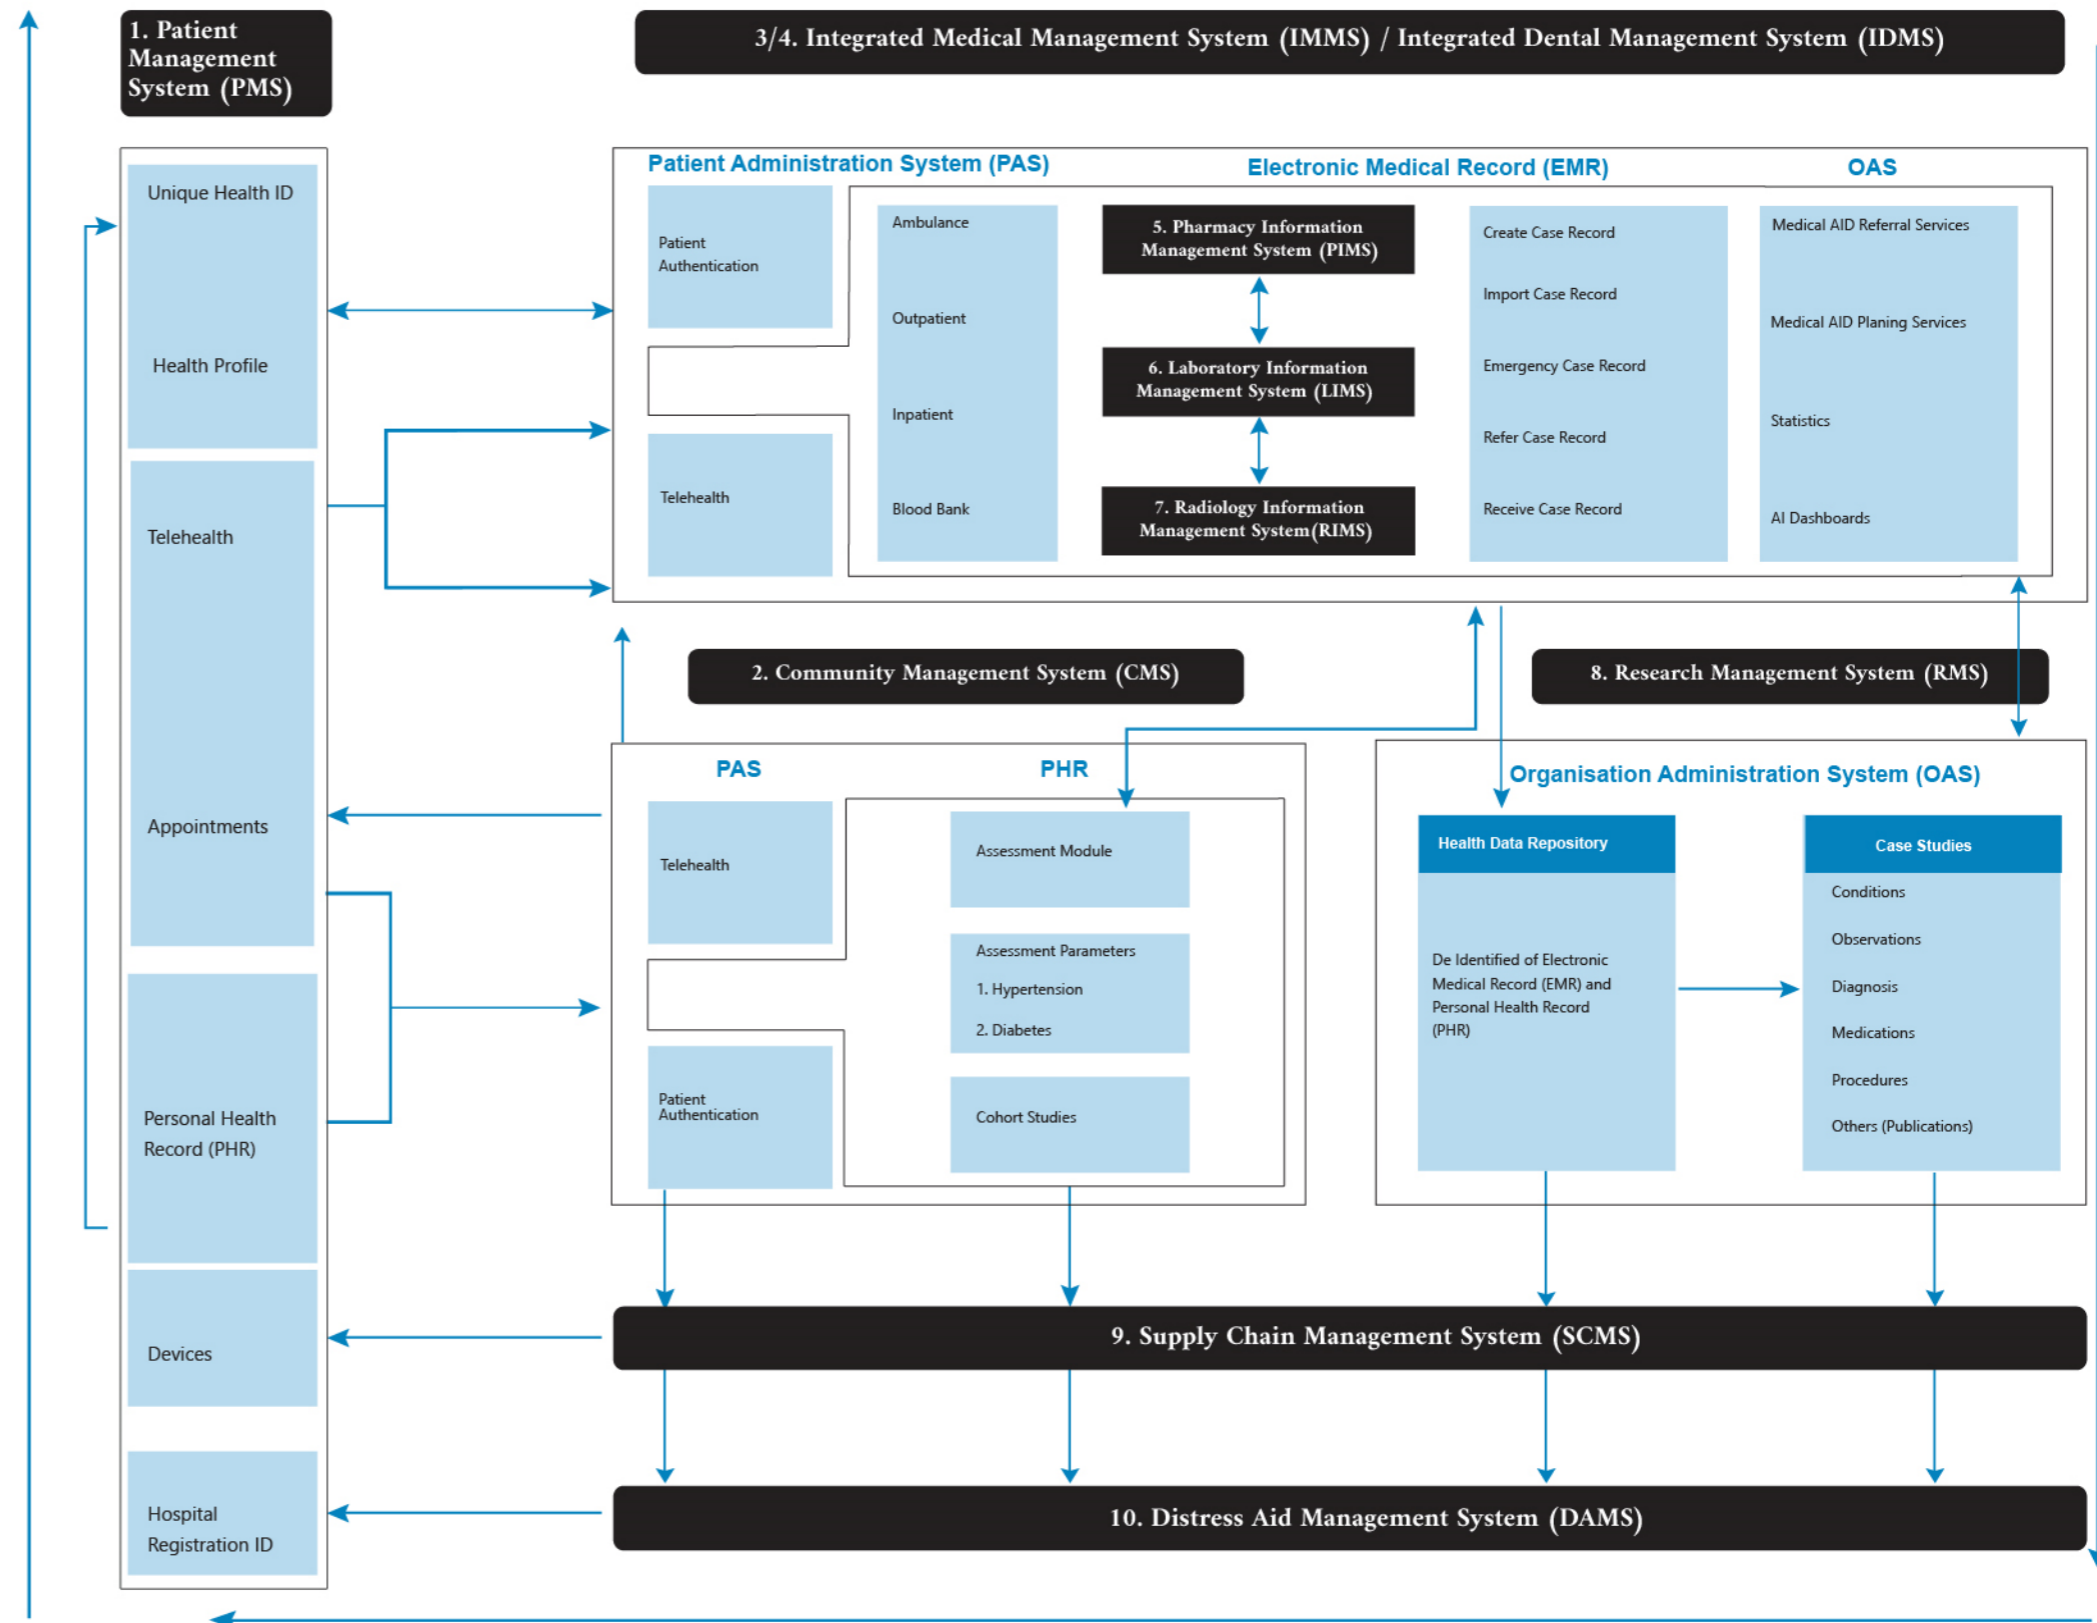 1. Patient
Management
System (PMS)
3/4. Integrated Medical Management System (IMMS) / Integrated Dental Management System (IDMS)
Unique Health ID
Health Profile
Telehealth
Appointments
Personal Health
Record (PHR)
Devices
Hospital
Registration ID
Patient Administration System (PAS)
Electronic Medical Record (EMR)
OAS
Patient
Authentication
Telehealth
Ambulance
Outpatient
Inpatient
Blood Bank
5. Pharmacy Information
Management System (PIMS)
6. Laboratory Information
Management System (LIMS)
7. Radiology Information
Management System(RIMS)
Create Case Record
Import Case Record
Emergency Case Record
Refer Case Record
Receive Case Record
Medical AID Referral Services
Medical AID Planing Services
Statistics
AI Dashboards
2. Community Management System (CMS)
8. Research Management System (RMS)
PAS
PHR
Telehealth
Patient
Authentication
Assessment Module
Assessment Parameters
1. Hypertension
2. Diabetes
Cohort Studies
Organisation Administration System (OAS)
Health Data Repository
De Identified of Electronic
Medical Record (EMR) and
Personal Health Record
(PHR)
Case Studies
Conditions
Observations
Diagnosis
Medications
Procedures
Others (Publications)
9. Supply Chain Management System (SCMS)
10. Distress Aid Management System (DAMS)